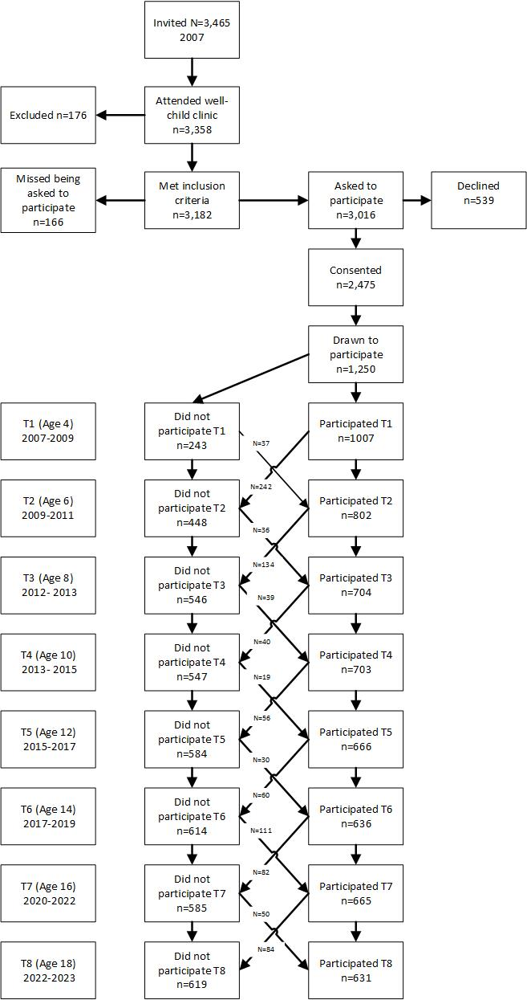 Invited N=3,465
2007
Excluded n=176
Attended well-
child clinic
n=3,358
Missed being
asked to
participate
n=166
Met inclusion
criteria
n=3,182
Asked to
participate
n=3,016
Declined
n=539
Consented
n=2,475
Drawn to
participate
n=1,250
T1 (Age 4)
2007-2009
Did not
participate T1
n=243
Participated T1
n=1007
N=37
N=242
T2 (Age 6)
2009-2011
Did not
participate T2
n=448
Participated T2
n=802
N=36
N=134
T3 (Age 8)
2012- 2013
Did not
participate T3
n=546
Participated T3
n=704
N=39
N=40
T4 (Age 10)
2013- 2015
Did not
participate T4
n=547
Participated T4
n=703
N=19
N=56
T5 (Age 12)
2015-2017
Did not
participate T5
n=584
Participated T5
n=666
N=30
N=60
T6 (Age 14)
2017-2019
Did not
participate T6
n=614
Participated T6
n=636
N=111
N=82
T7 (Age 16)
2020-2022
Did not
participate T7
n=585
Participated T7
n=665
N=50
N=84
T8 (Age 18)
2022-2023
Did not
participate T8
n=619
Participated T8
n=631